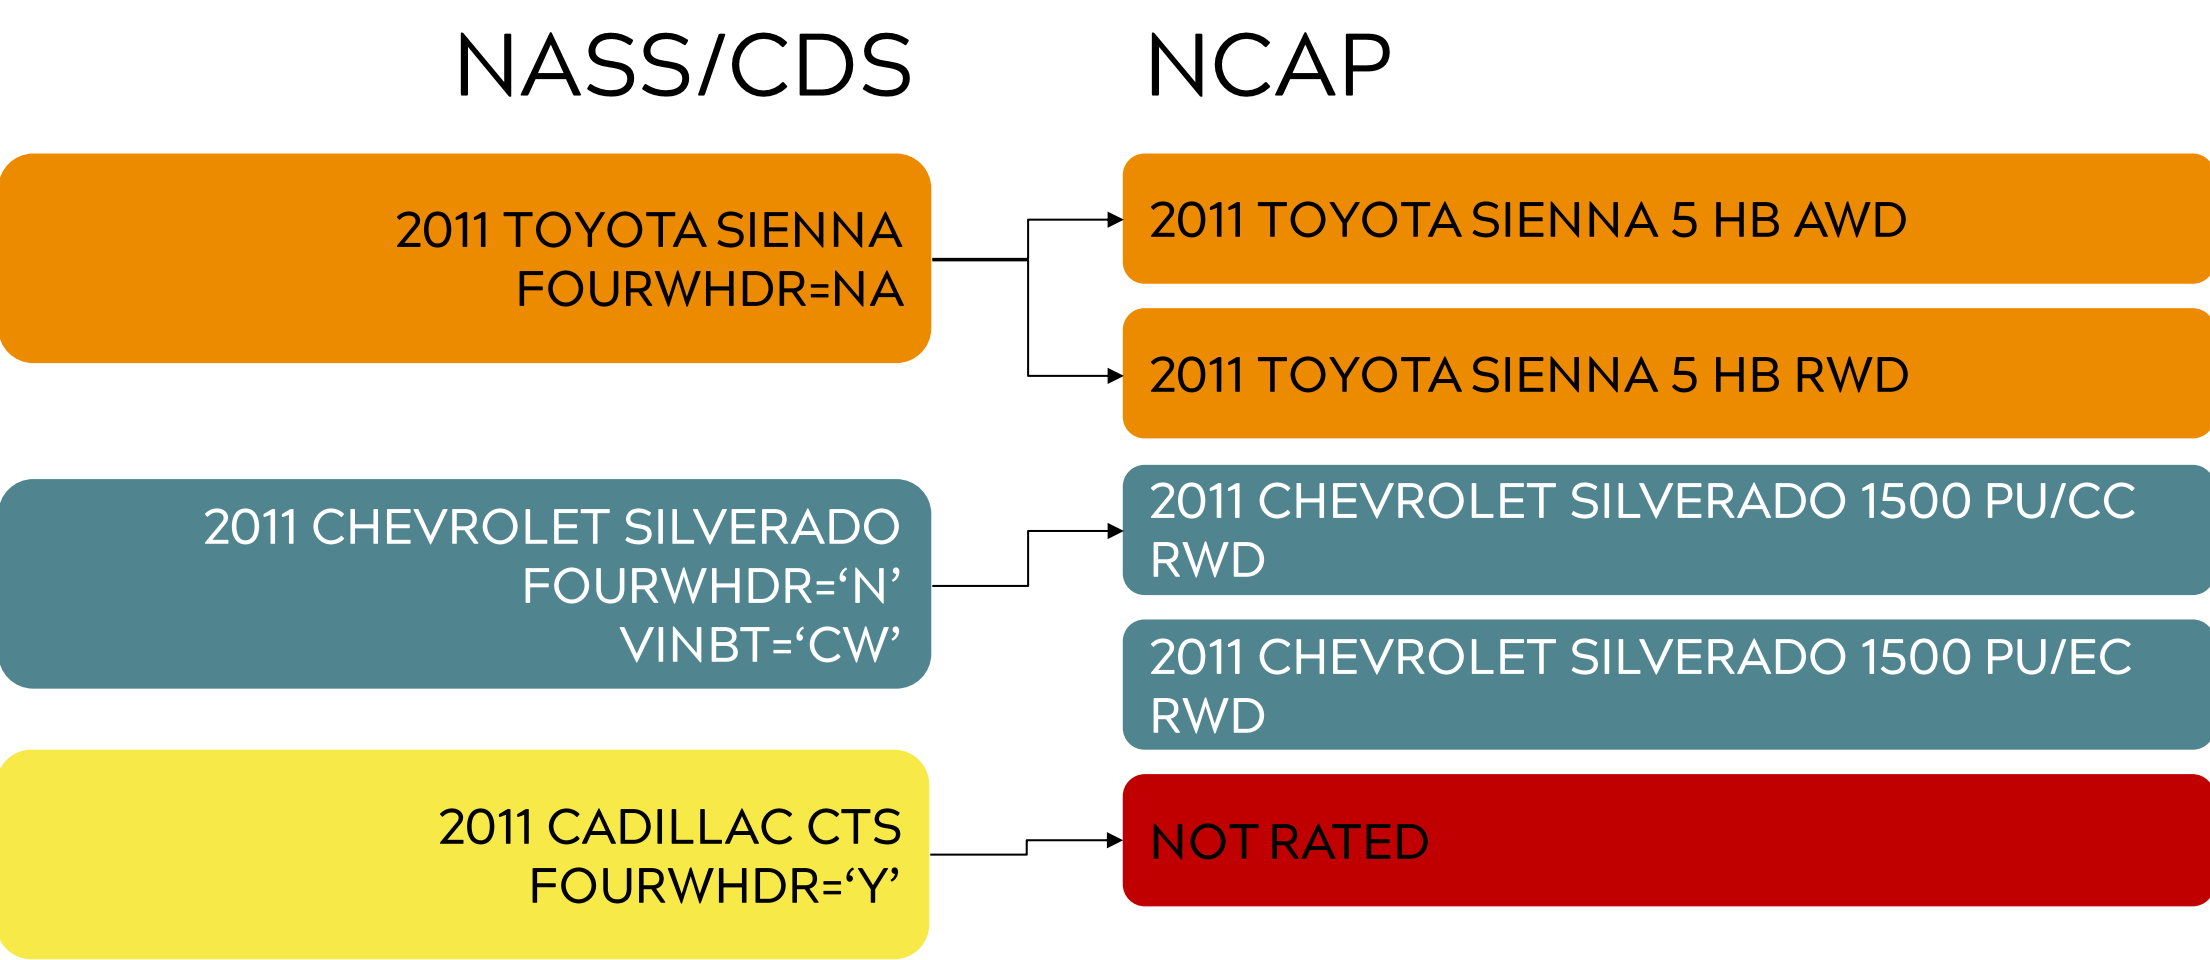 NASS/CDS
NCAP
2011 TOYOTA SIENNA
FOURWHDR=NA
2011 TOYOTA SIENNA 5 HB AWD
2011 TOYOTA SIENNA 5 HB RWD
2011 CHEVROLET SILVERADO
FOURWHDR=‘N’
VINBT=‘CW’
2011 CHEVROLET SILVERADO 1500 PU/CC
RWD
2011 CHEVROLET SILVERADO 1500 PU/EC
RWD
2011 CADILLAC CTS
FOURWHDR=‘Y’
NOT RATED